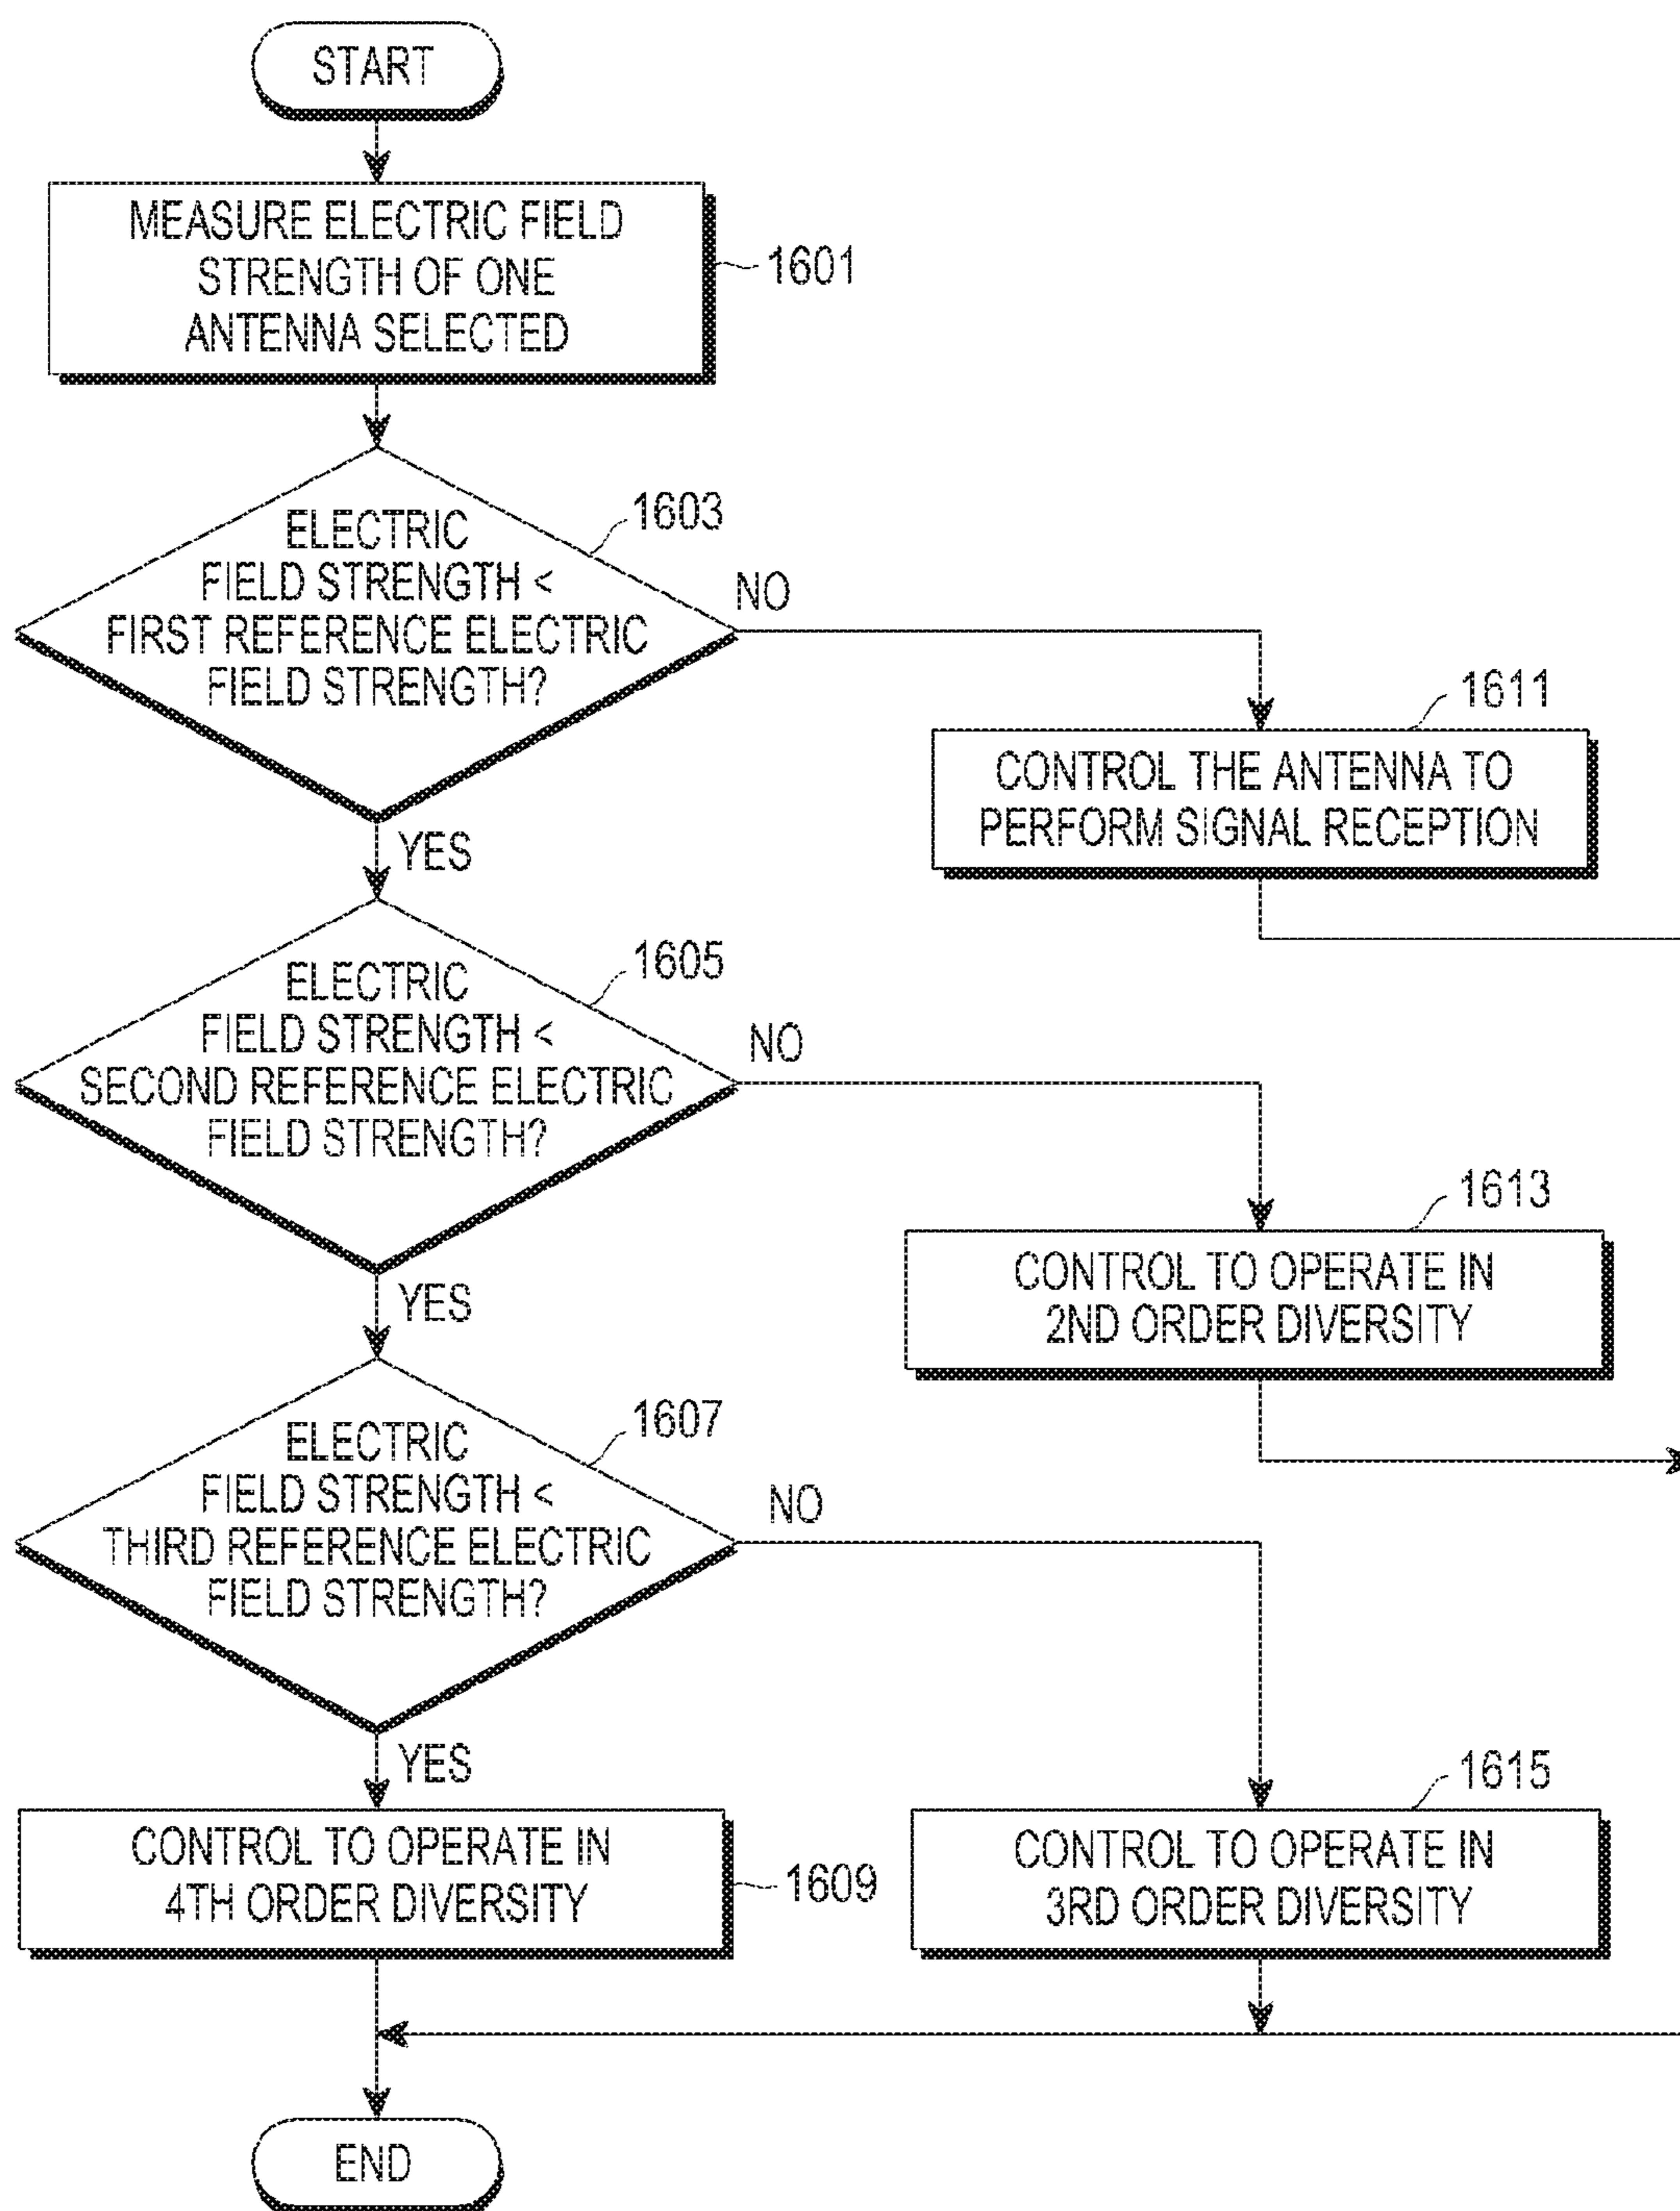 START
MEASURE ELECTRIC FIELD
STRENGTH OF ONE
ANTENNA SELECTED
1601
ELECTRIC
FIELD STRENGTH <
FIRST REFERENCE ELECTRIC
FIELD STRENGTH?
1603
NO
YES
1611
CONTROL THE ANTENNA TO
PERFORM SIGNAL RECEPTION
ELECTRIC
FIELD STRENGTH <
SECOND REFERENCE ELECTRIC
FIELD STRENGTH?
1605
NO
YES
1613
CONTROL TO OPERATE IN
2ND ORDER DIVERSITY
ELECTRIC
FIELD STRENGTH <
THIRD REFERENCE ELECTRIC
FIELD STRENGTH?
1607
NO
YES
CONTROL TO OPERATE IN
4TH ORDER DIVERSITY
1609
1615
CONTROL TO OPERATE IN
3RD ORDER DIVERSITY
END